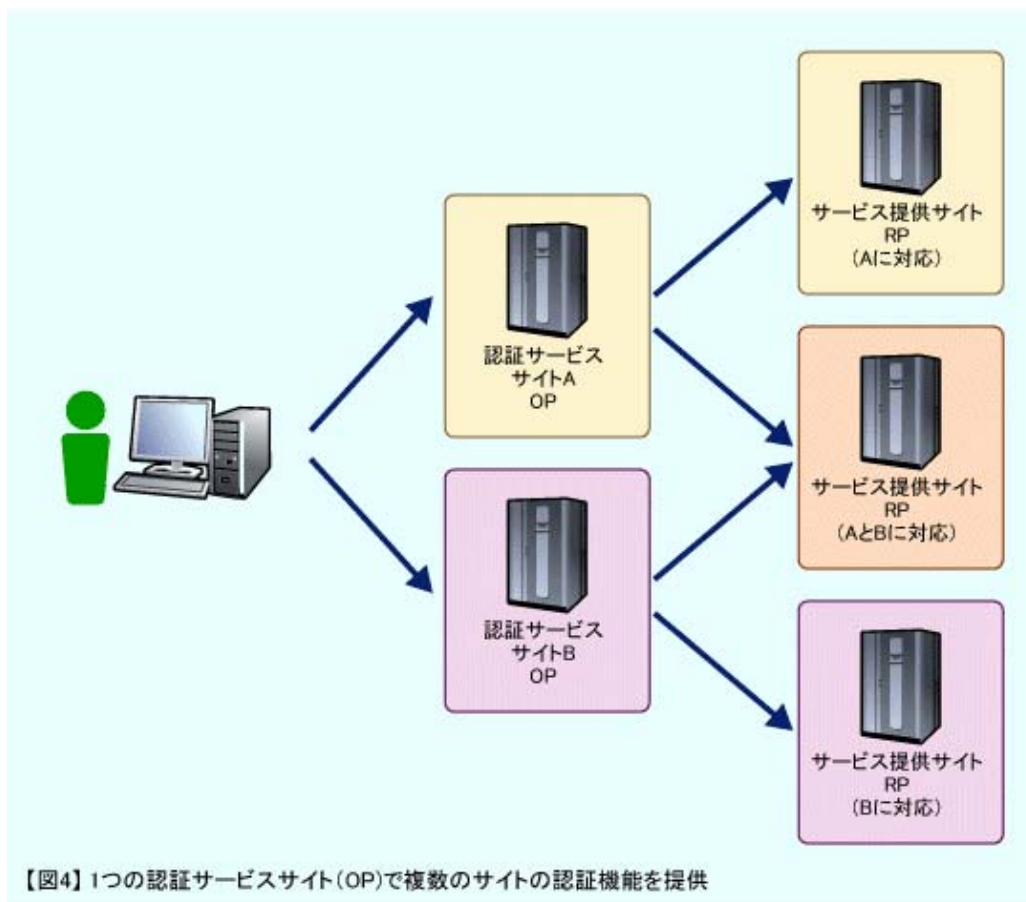 認証サービス
サイトA
OP
認証サービス
サイトB
OP
サービス提供サイト
RP
(Aに対応)
サービス提供サイト
RP
(AとBに対応)
サービス提供サイト
RP
(Bに対応)
【図4】1つの認証サービスサイト(OP)で複数のサイトの認証機能を提供